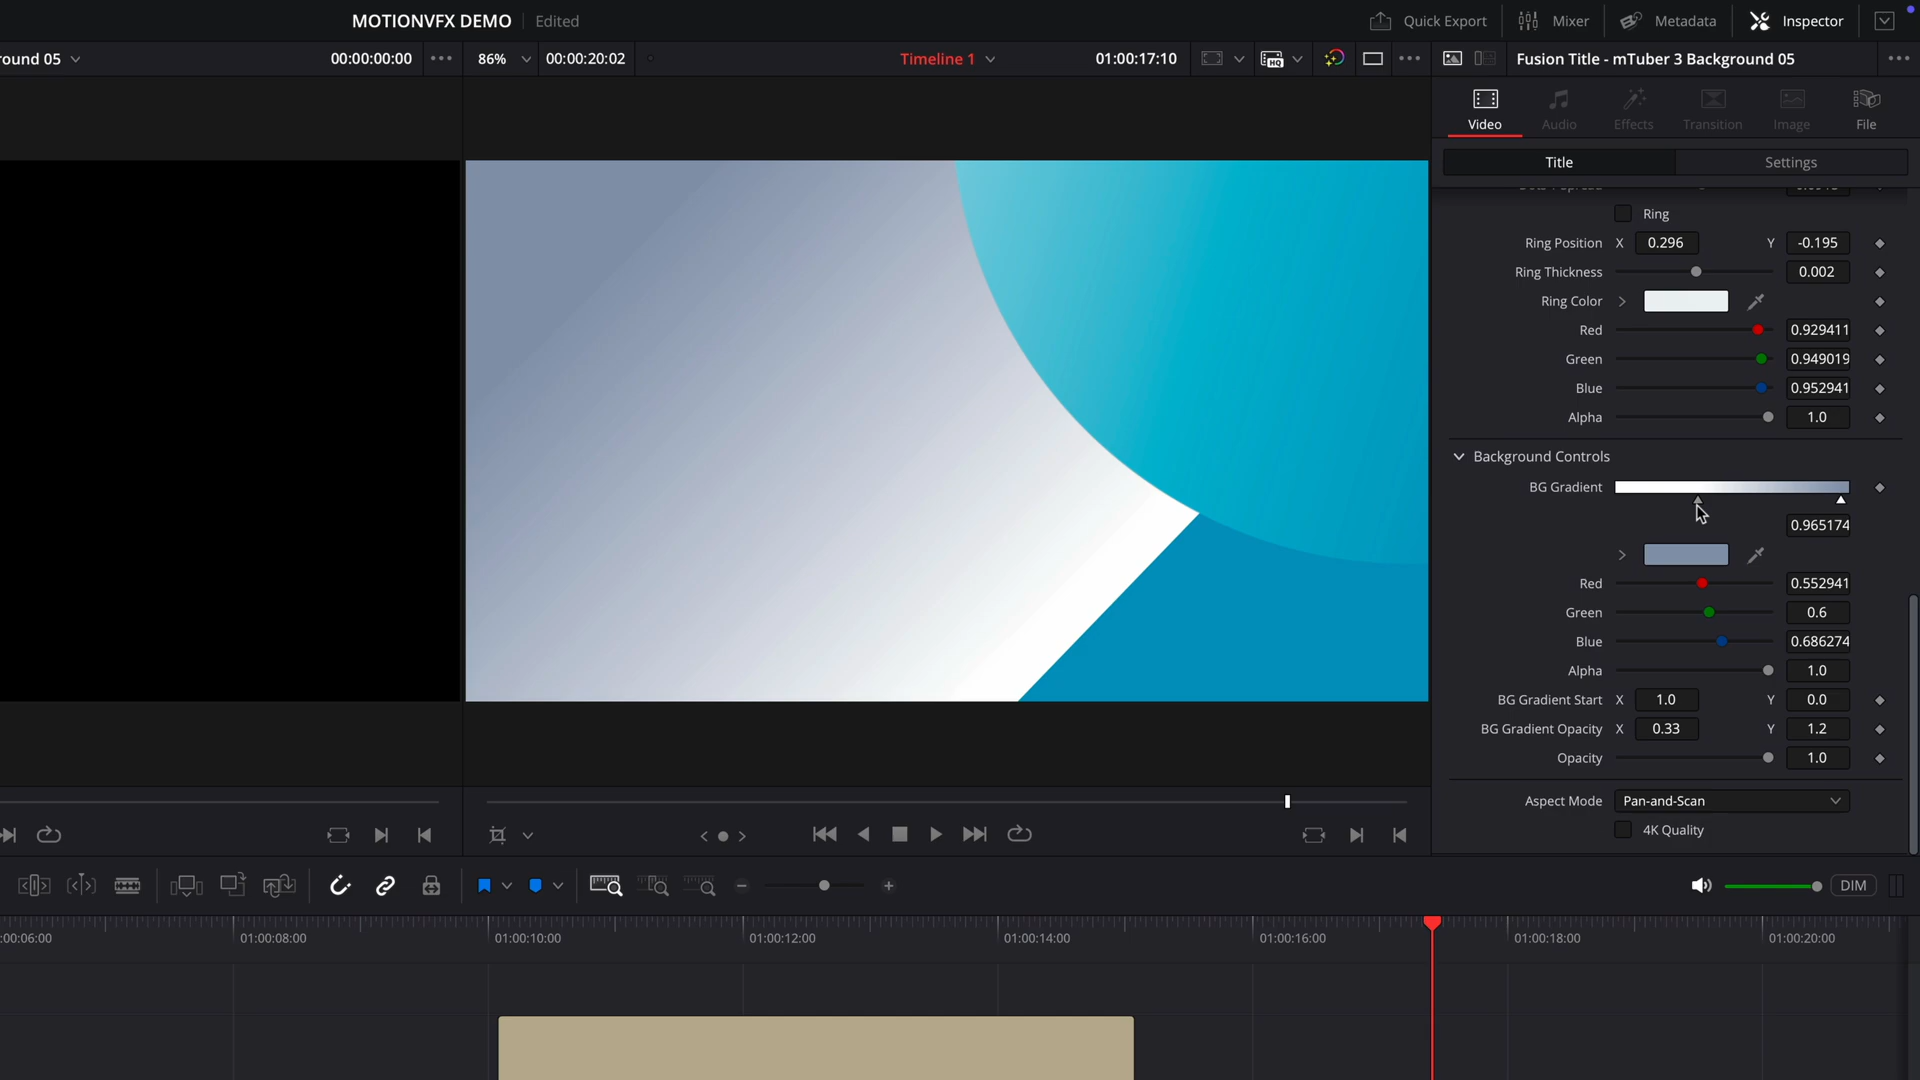 MOTIONVFX DEMO
Edited
Quick Export
Mixer
Metadata
Inspector
round 05
00:00:00:00
86%
00:00:20:02
Timeline 1
01:00:17:10
HQ
Fusion Title - mTuber 3 Background 05
Video
Audio
Effects
Transition
Image
File
Title
Settings
Ring
Ring Position X 0.296 Y -0.195
Ring Thickness 0.002
Ring Color
Red 0.929411
Green 0.949019
Blue 0.952941
Alpha 1.0
Background Controls
BG Gradient
0.965174
Red 0.552941
Green 0.6
Blue 0.686274
Alpha 1.0
BG Gradient Start X 1.0 Y 0.0
BG Gradient Opacity X 0.33 Y 1.2
Opacity 1.0
Aspect Mode Pan-and-Scan
4K Quality
DIM
:00:06:00
01:00:08:00
01:00:10:00
01:00:12:00
01:00:14:00
01:00:16:00
01:00:18:00
01:00:20:00